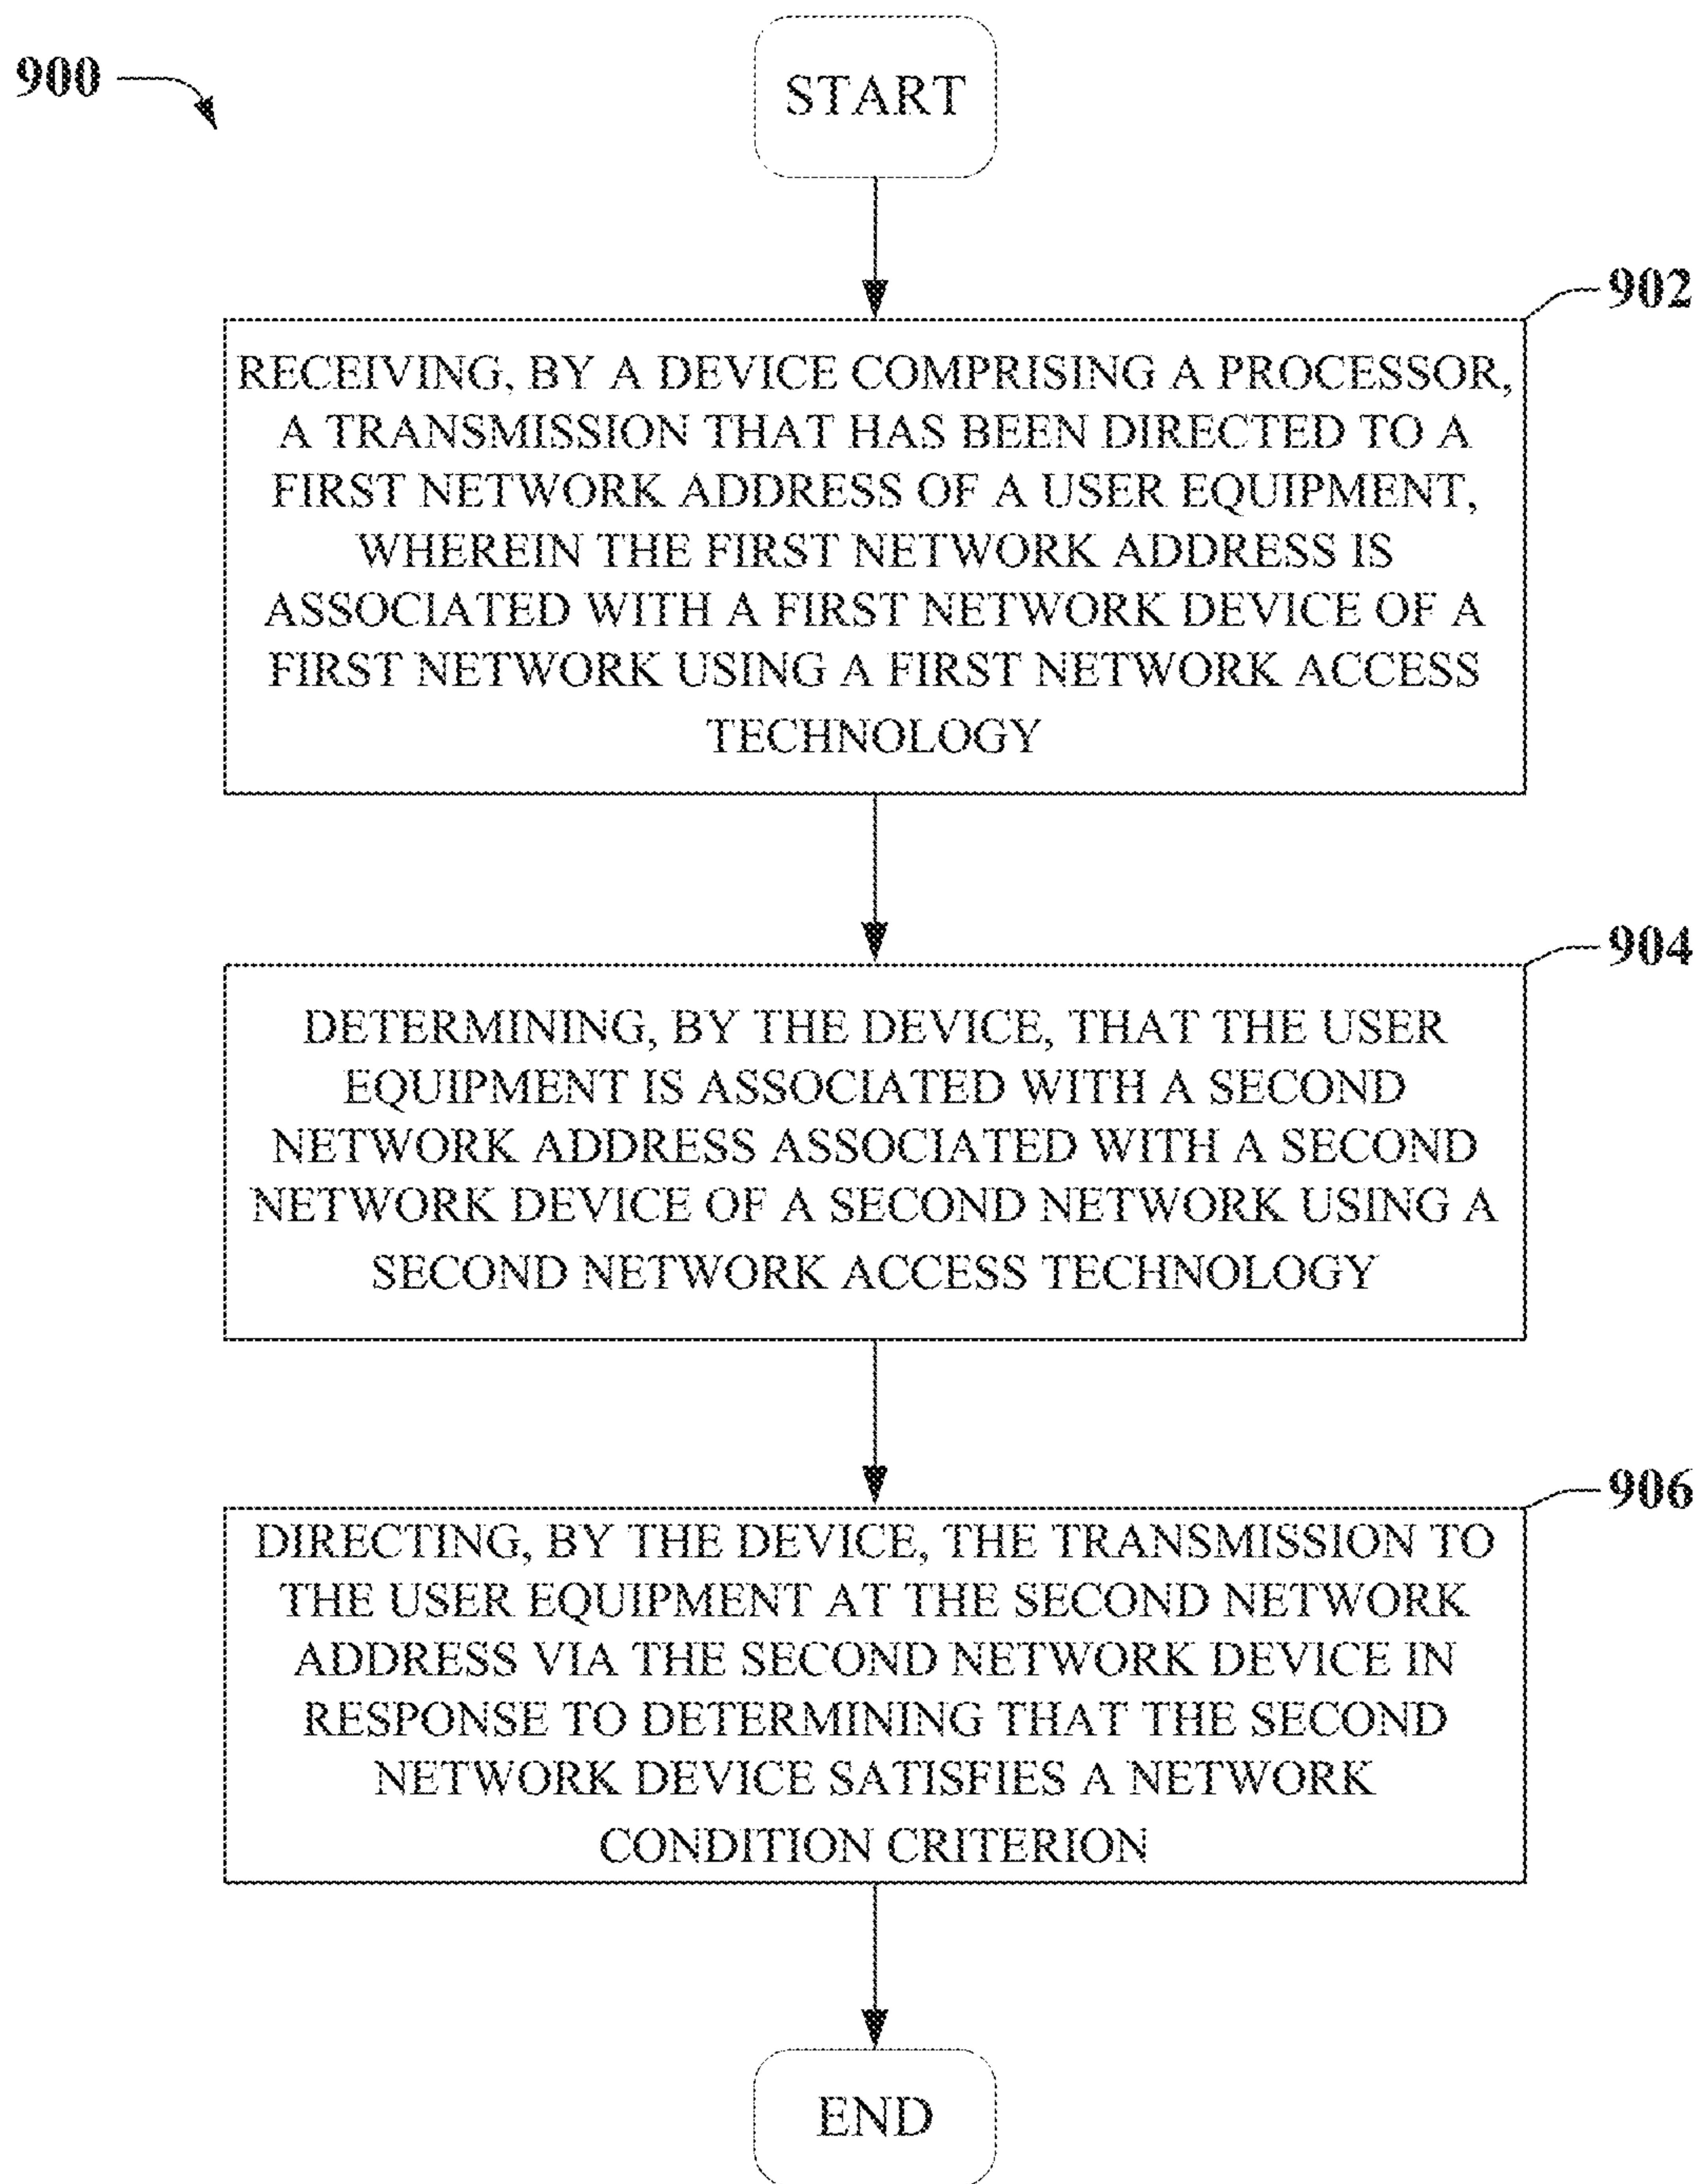 900
START
902
RECEIVING, BY A DEVICE COMPRISING A PROCESSOR,
A TRANSMISSION THAT HAS BEEN DIRECTED TO A
FIRST NETWORK ADDRESS OF A USER EQUIPMENT,
WHEREIN THE FIRST NETWORK ADDRESS IS
ASSOCIATED WITH A FIRST NETWORK DEVICE OF A
FIRST NETWORK USING A FIRST NETWORK ACCESS
TECHNOLOGY
904
DETERMINING, BY THE DEVICE, THAT THE USER
EQUIPMENT IS ASSOCIATED WITH A SECOND
NETWORK ADDRESS ASSOCIATED WITH A SECOND
NETWORK DEVICE OF A SECOND NETWORK USING A
SECOND NETWORK ACCESS TECHNOLOGY
906
DIRECTING, BY THE DEVICE, THE TRANSMISSION TO
THE USER EQUIPMENT AT THE SECOND NETWORK
ADDRESS VIA THE SECOND NETWORK DEVICE IN
RESPONSE TO DETERMINING THAT THE SECOND
NETWORK DEVICE SATISFIES A NETWORK
CONDITION CRITERION
END